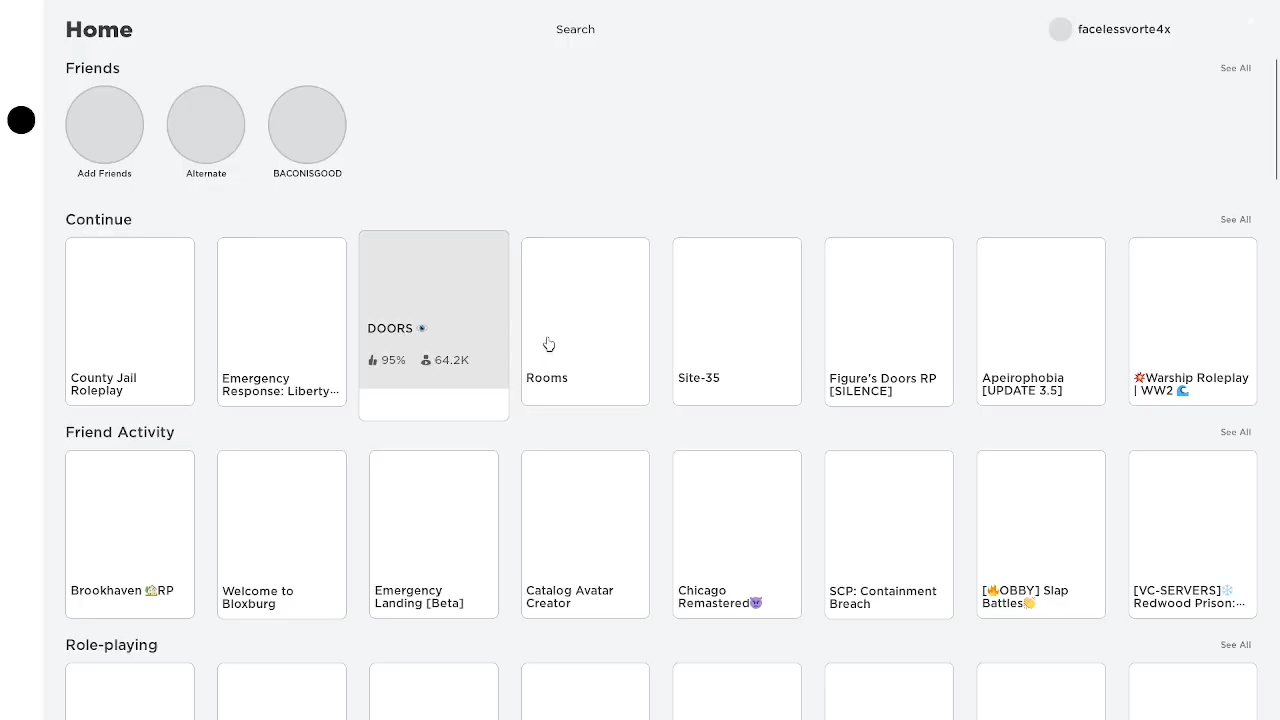 Home
Search
facelessvorte4x
Friends
See All
Add Friends
Alternate
BACONISGOOD
Continue
See All
County Jail
Roleplay
Emergency
Response: Liberty...
DOORS 👁️
95%
64.2K
Rooms
Site-35
Figure's Doors RP
[SILENCE]
Apeirophobia
[UPDATE 3.5]
💥Warship Roleplay
| WW2 🌊
Friend Activity
See All
Brookhaven 🏡RP
Welcome to
Bloxburg
Emergency
Landing [Beta]
Catalog Avatar
Creator
Chicago
Remastered😈
SCP: Containment
Breach
[🔥OBBY] Slap
Battles👏
[VC-SERVERS]❄️
Redwood Prison:...
Role-playing
See All